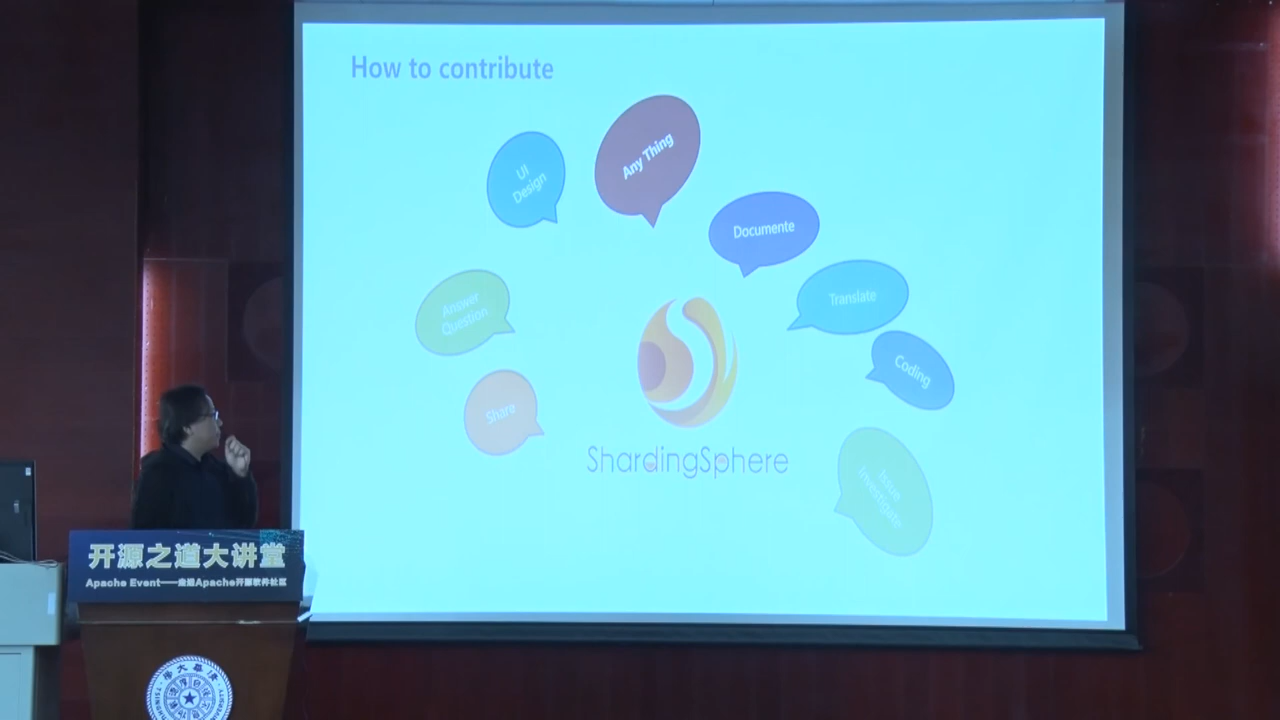 How to contribute
UI
Design
Any Thing
Documente
Answer
Question
Translate
Coding
Share
ShardingSphere
Issue
Investigate
开源之道大讲堂
Apache Event——走进Apache开源软件社区